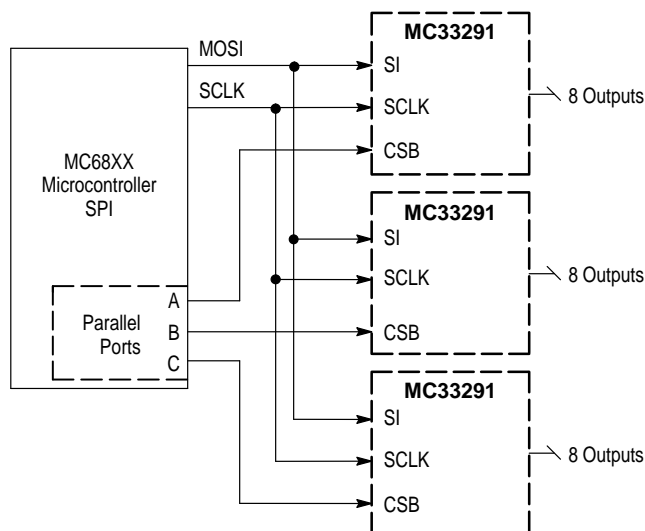 MOSI
SCLK
MC68XX
Microcontroller
SPI
Parallel
Ports
A
B
C
MC33291
SI
SCLK
CSB
8 Outputs
MC33291
SI
SCLK
CSB
8 Outputs
MC33291
SI
SCLK
CSB
8 Outputs